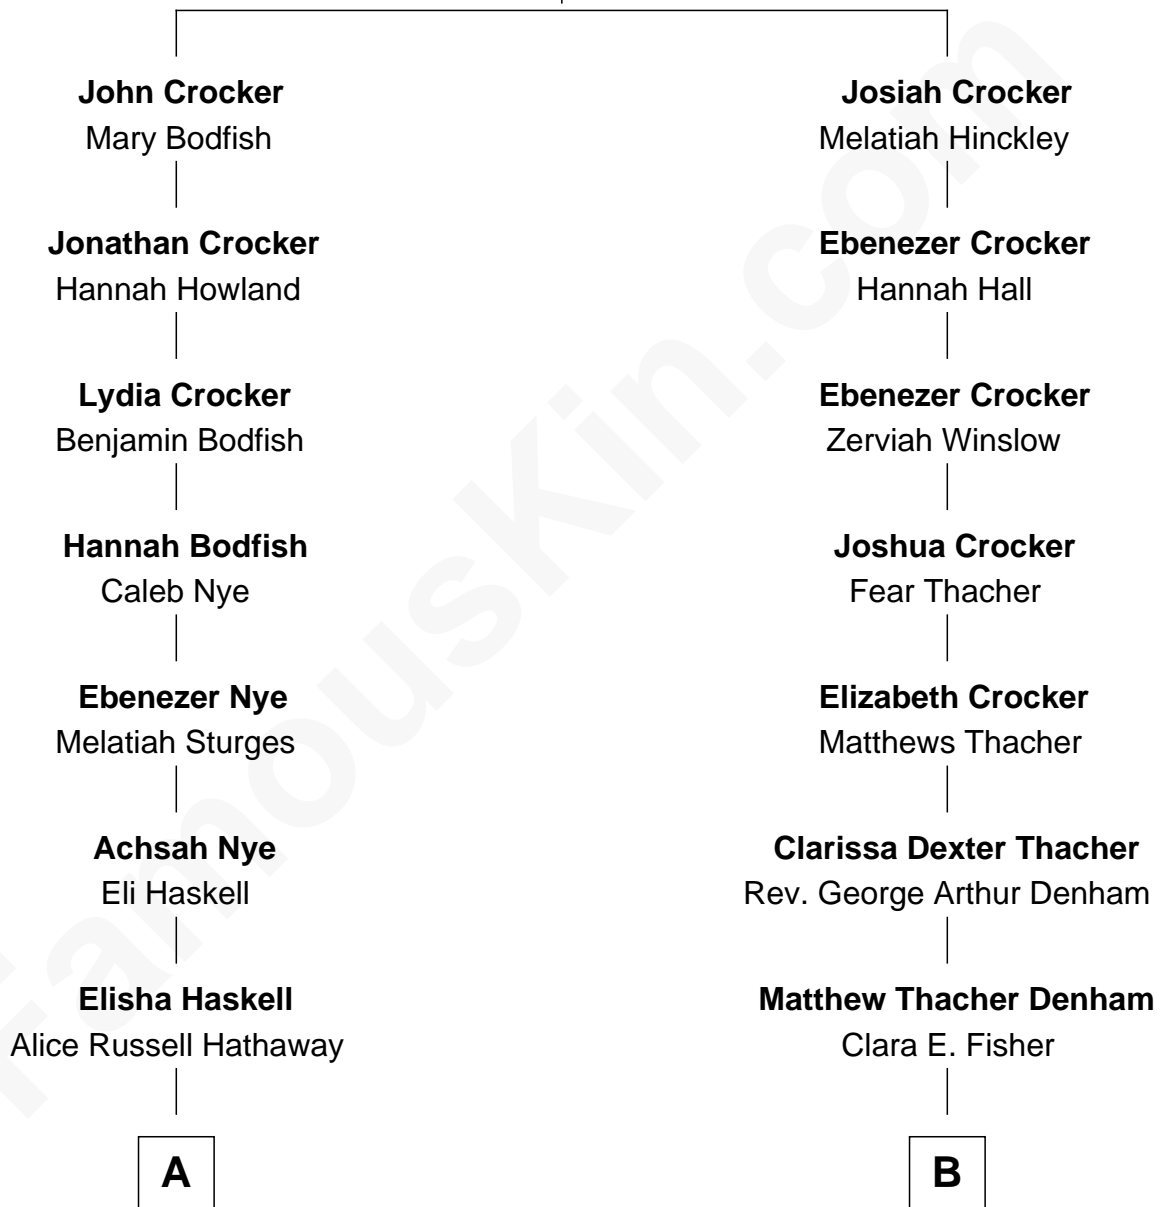 John Crocker
Mary Bodfish
Jonathan Crocker
Hannah Howland
Lydia Crocker
Benjamin Bodfish
Hannah Bodfish
Caleb Nye
Ebenezer Nye
Melatiah Sturges
Achsah Nye
Eli Haskell
Elisha Haskell
Alice Russell Hathaway
A
Josiah Crocker
Melatiah Hinckley
Ebenezer Crocker
Hannah Hall
Ebenezer Crocker
Zerviah Winslow
Joshua Crocker
Fear Thacher
Elizabeth Crocker
Matthews Thacher
Clarissa Dexter Thacher
Rev. George Arthur Denham
Matthew Thacher Denham
Clara E. Fisher
B
FamousKin.com